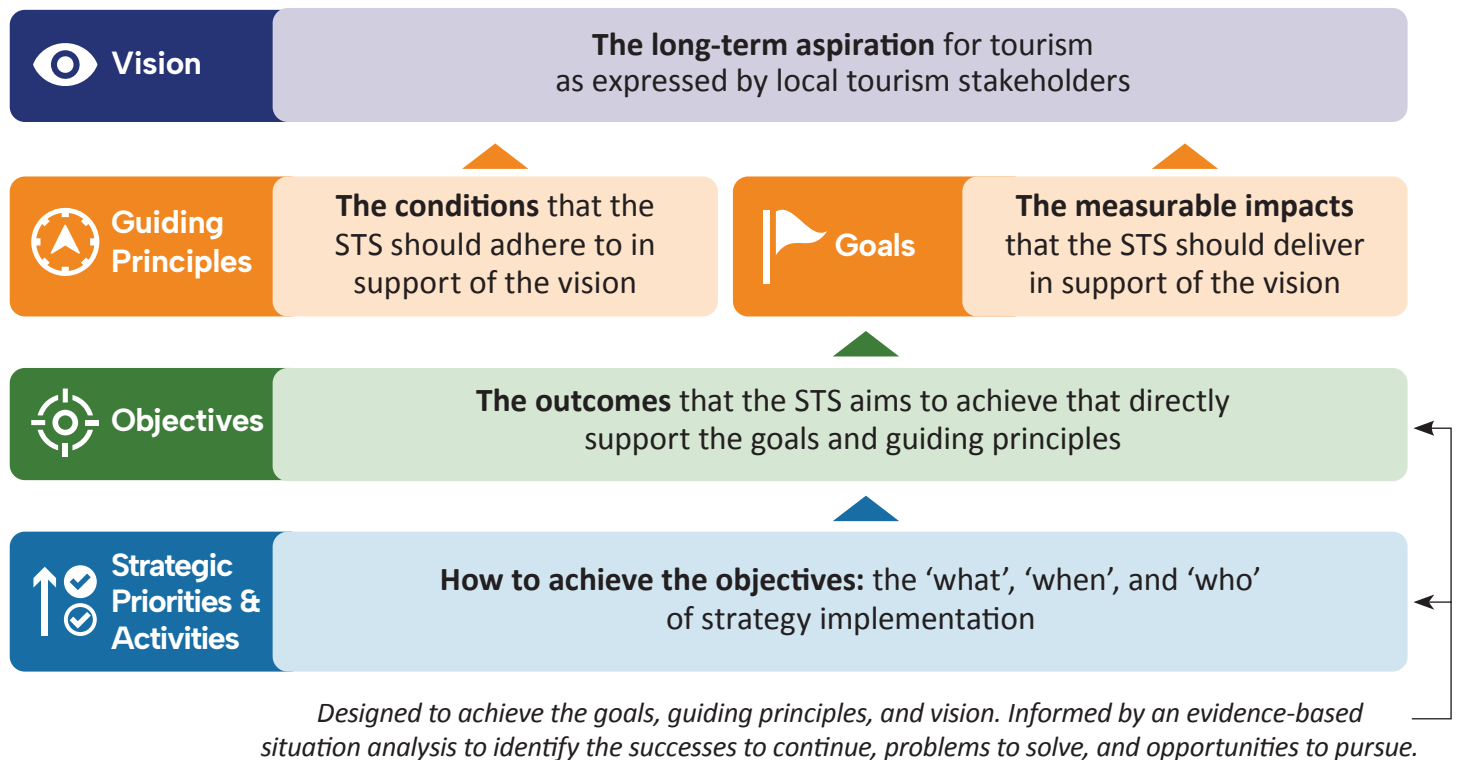 Vision
The long-term aspiration for tourism
as expressed by local tourism stakeholders
Guiding
Principles
The conditions that the
STS should adhere to in
support of the vision
Goals
The measurable impacts
that the STS should deliver
in support of the vision
Objectives
The outcomes that the STS aims to achieve that directly
support the goals and guiding principles
Strategic
Priorities &
Activities
How to achieve the objectives: the ‘what’, ‘when’, and ‘who’
of strategy implementation
Designed to achieve the goals, guiding principles, and vision. Informed by an evidence-based
situation analysis to identify the successes to continue, problems to solve, and opportunities to pursue.